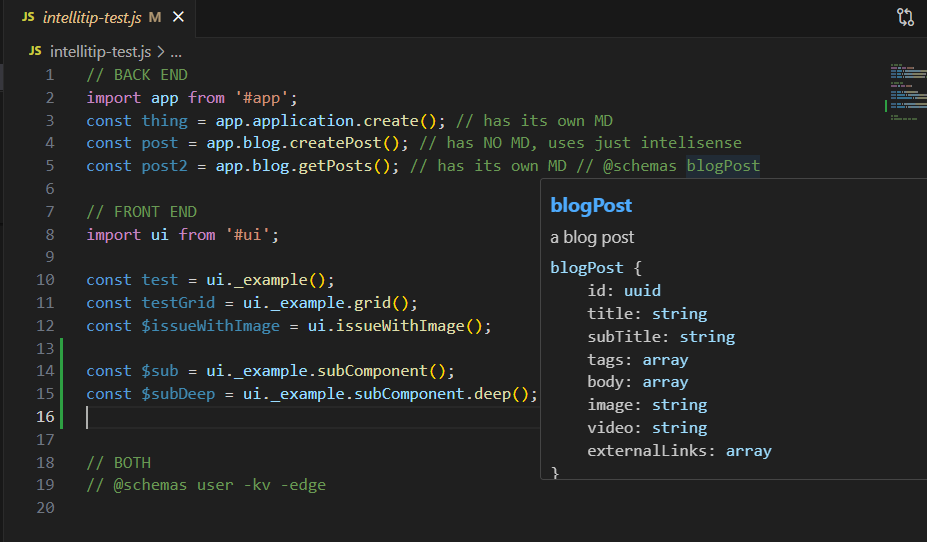 JS intellitip-test.js M ×
JS intellitip-test.js > ...
1 // BACK END
2 import app from '#app';
3 const thing = app.application.create(); // has its own MD
4 const post = app.blog.createPost(); // has NO MD, uses just intelisense
5 const post2 = app.blog.getPosts(); // has its own MD // @schemas blogPost
6
7 // FRONT END
8 import ui from '#ui';
9
10 const test = ui._example();
11 const testGrid = ui._example.grid();
12 const $issueWithImage = ui.issueWithImage();
13
14 const $sub = ui._example.subComponent();
15 const $subDeep = ui._example.subComponent.deep();
16
17
18 // BOTH
19 // @schemas user -kv -edge
20
blogPost
a blog post
blogPost {
id: uuid
title: string
subTitle: string
tags: array
body: array
image: string
video: string
externalLinks: array
}